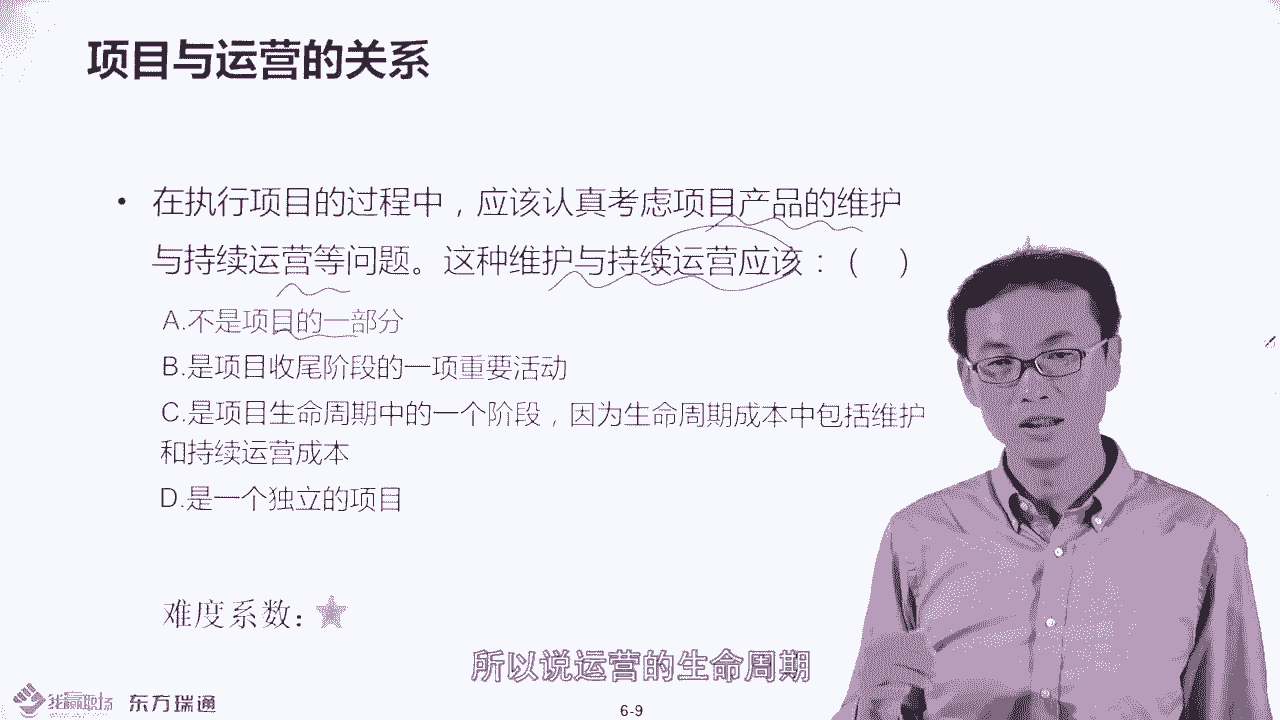 项目与运营的关系
• 在执行项目的过程中，应该认真考虑项目产品的维护
与持续运营等问题。这种维护与持续运营应该：（ ）
A.不是项目的一部分
B.是项目收尾阶段的一项重要活动
C.是项目生命周期中的一个阶段，因为生命周期成本中包括维护
和持续运营成本
D.是一个独立的项目
难度系数：★
所以说运营的生命周期
我赢职场 东方瑞通
6-9